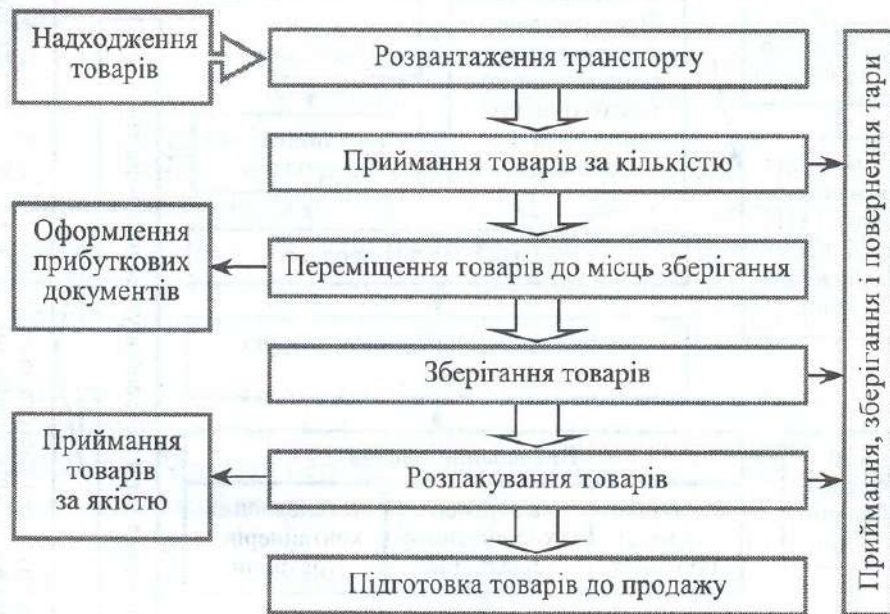 Надходження
товарів
Розвантаження транспорту
Приймання товарів за кількістю
Оформлення
прибуткових
документів
Переміщення товарів до місць зберігання
Зберігання товарів
Приймання
товарів
за якістю
Розпакування товарів
Підготовка товарів до продажу
Приймання, зберігання і повернення тари